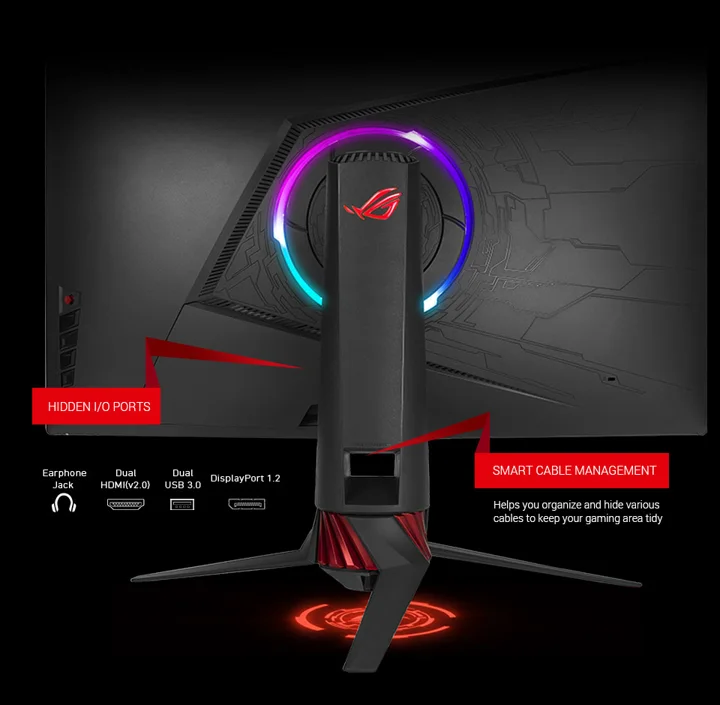 HIDDEN I/O PORTS
Earphone
Jack
Dual
HDMI(v2.0)
Dual
USB 3.0
DisplayPort 1.2
SMART CABLE MANAGEMENT
Helps you organize and hide various
cables to keep your gaming area tidy